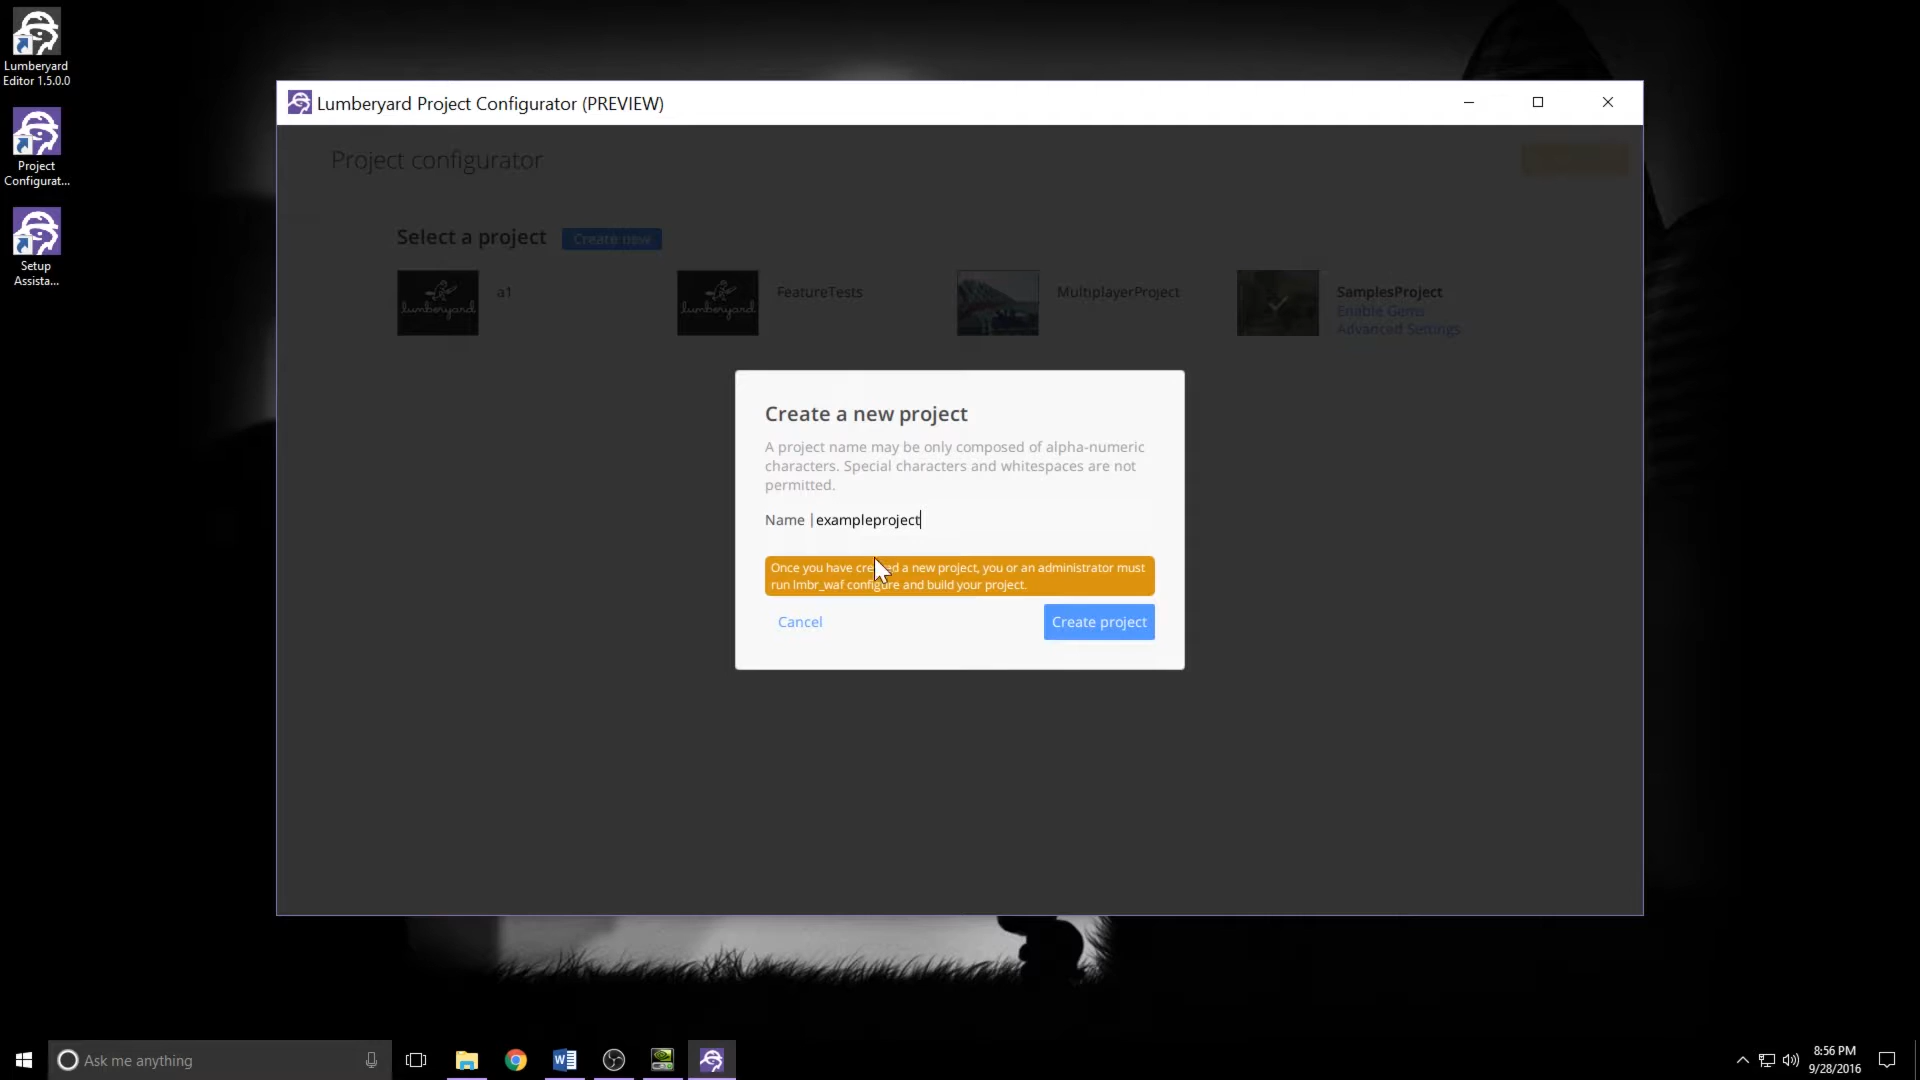 Lumberyard
Editor 1.5.0.0
Project
Configurat...
Setup
Assista...
Lumberyard Project Configurator (PREVIEW)
Project configurator
Select a project
Create new
lumberyard
a1
lumberyard
FeatureTests
MultiplayerProject
SamplesProject
Enable Gems
Advanced Settings
Create a new project
A project name may be only composed of alpha-numeric
characters. Special characters and whitespaces are not
permitted.
Name exampleproject
Once you have created a new project, you or an administrator must
run lmbr_waf configure and build your project.
Cancel
Create project
Ask me anything
8:56 PM
9/28/2016